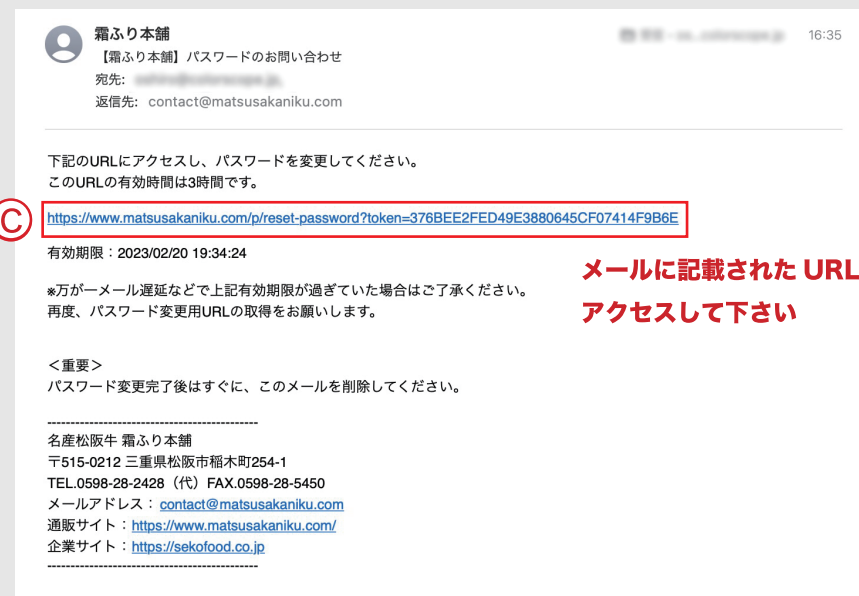 霜ふり本舗
16:35
【霜ふり本舗】パスワードのお問い合わせ
宛先:
返信先: contact@matsusakaniku.com
下記のURLにアクセスし、パスワードを変更してください。
このURLの有効時間は3時間です。
C
https://www.matsusakaniku.com/p/reset-password?token=376BEE2FED49E3880645CF07414F9B6E
有効期限：2023/02/20 19:34:24
メールに記載された URL
アクセスして下さい
※万が一メール遅延などで上記有効期限が過ぎていた場合はご了承ください。
再度、パスワード変更用URLの取得をお願いします。
＜重要＞
パスワード変更完了後はすぐに、このメールを削除してください。
---------------------------------------------
名産松阪牛 霜ふり本舗
〒515-0212 三重県松阪市稲木町254-1
TEL.0598-28-2428（代）FAX.0598-28-5450
メールアドレス： contact@matsusakaniku.com
通販サイト：https://www.matsusakaniku.com/
企業サイト：https://sekofood.co.jp
---------------------------------------------